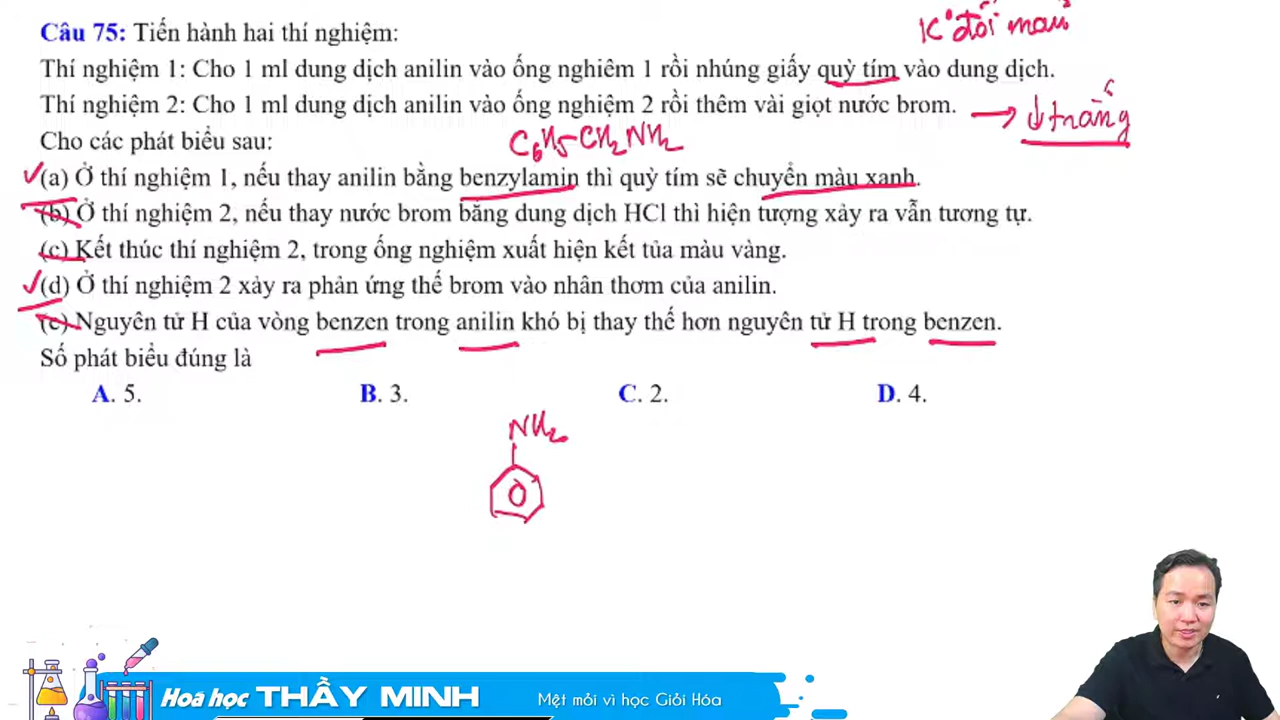 K° đổi màu
Câu 75: Tiến hành hai thí nghiệm:
Thí nghiệm 1: Cho 1 ml dung dịch anilin vào ống nghiêm 1 rồi nhúng giấy quỳ tím vào dung dịch.
Thí nghiệm 2: Cho 1 ml dung dịch anilin vào ống nghiệm 2 rồi thêm vài giọt nước brom. → ↓ trắng
Cho các phát biểu sau:
C₆H₅-CH₂NH₂
(a) Ở thí nghiệm 1, nếu thay anilin bằng benzylamin thì quỳ tím sẽ chuyển màu xanh.
(b) Ở thí nghiệm 2, nếu thay nước brom bằng dung dịch HCl thì hiện tượng xảy ra vẫn tương tự.
(c) Kết thúc thí nghiệm 2, trong ống nghiệm xuất hiện kết tủa màu vàng.
(d) Ở thí nghiệm 2 xảy ra phản ứng thế brom vào nhân thơm của anilin.
(e) Nguyên tử H của vòng benzen trong anilin khó bị thay thế hơn nguyên tử H trong benzen.
Số phát biểu đúng là
A. 5. B. 3. C. 2. D. 4.
NH₂
Hoá học THẦY MINH Mệt mỏi vì học Giỏi Hóa